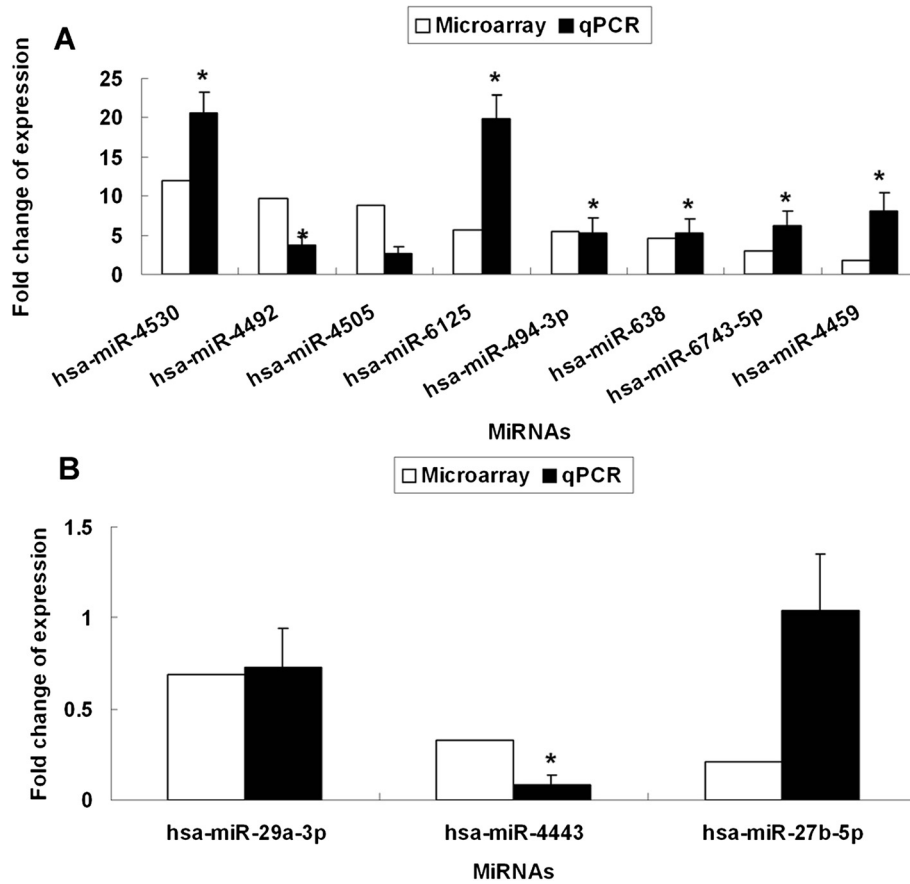 A
Microarray qPCR
Fold change of expression
25
20
15
10
5
0
* * * * * * *
hsa-miR-4530
hsa-miR-4492
hsa-miR-4505
hsa-miR-6125
hsa-miR-494-3p
hsa-miR-638
hsa-miR-6743-5p
hsa-miR-4459
MiRNAs
B
Microarray qPCR
Fold change of expression
1.5
1
0.5
0
*
hsa-miR-29a-3p hsa-miR-4443 hsa-miR-27b-5p
MiRNAs